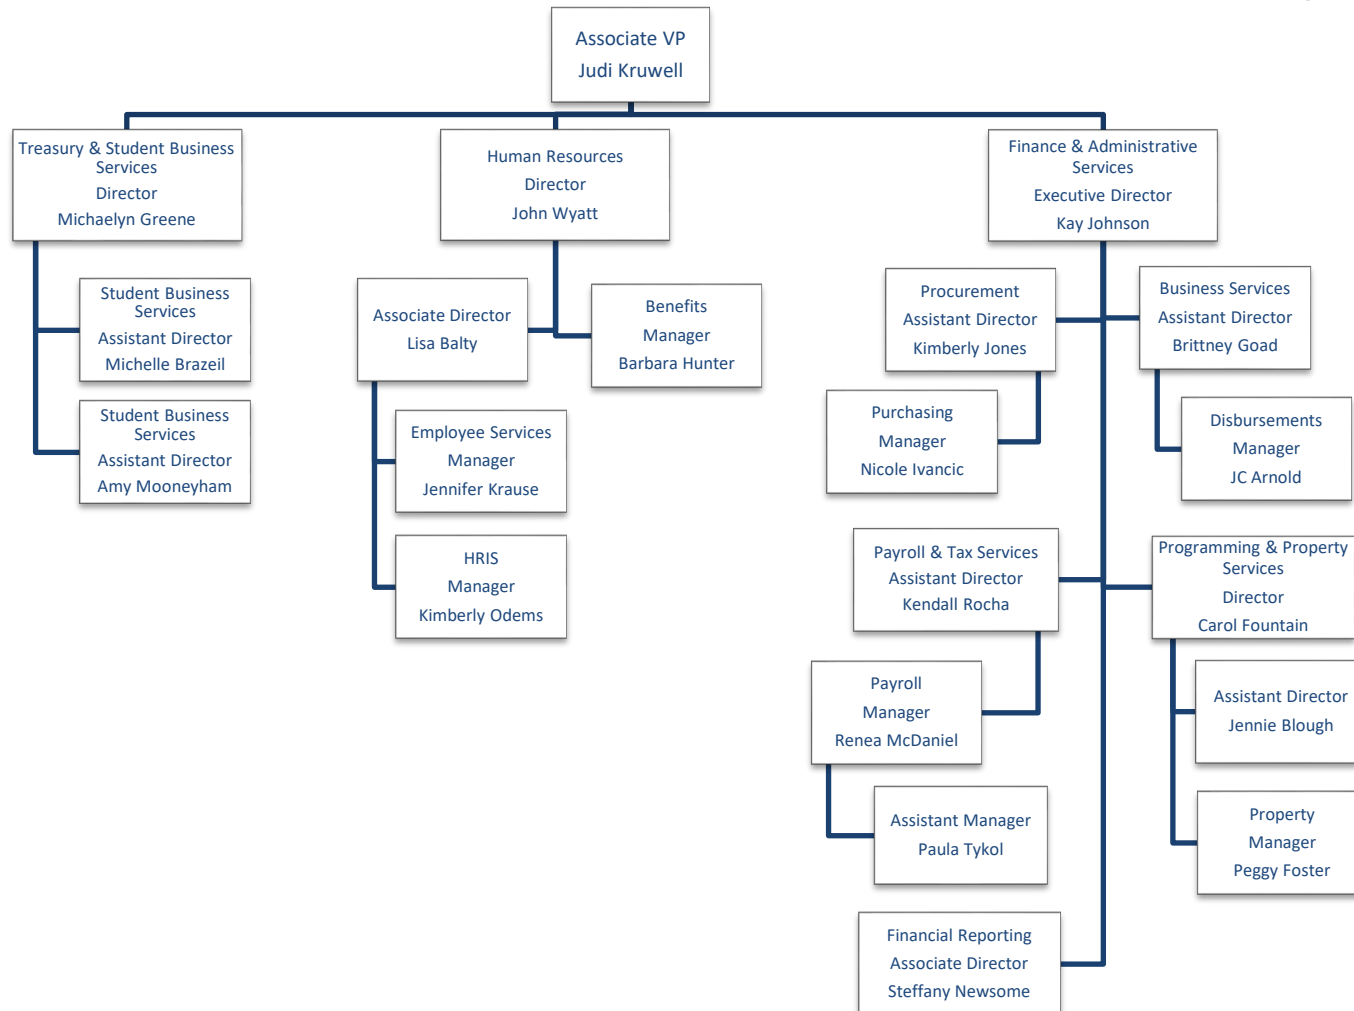 Associate VP
Judi Kruwell
Treasury & Student Business
Services
Director
Michaelyn Greene
Human Resources
Director
John Wyatt
Finance & Administrative
Services
Executive Director
Kay Johnson
Student Business
Services
Assistant Director
Michelle Brazeil
Student Business
Services
Assistant Director
Amy Mooneyham
Associate Director
Lisa Balty
Benefits
Manager
Barbara Hunter
Employee Services
Manager
Jennifer Krause
HRIS
Manager
Kimberly Odems
Procurement
Assistant Director
Kimberly Jones
Business Services
Assistant Director
Brittney Goad
Purchasing
Manager
Nicole Ivancic
Disbursements
Manager
JC Arnold
Payroll & Tax Services
Assistant Director
Kendall Rocha
Programming & Property
Services
Director
Carol Fountain
Payroll
Manager
Renea McDaniel
Assistant Director
Jennie Blough
Assistant Manager
Paula Tykol
Property
Manager
Peggy Foster
Financial Reporting
Associate Director
Steffany Newsome